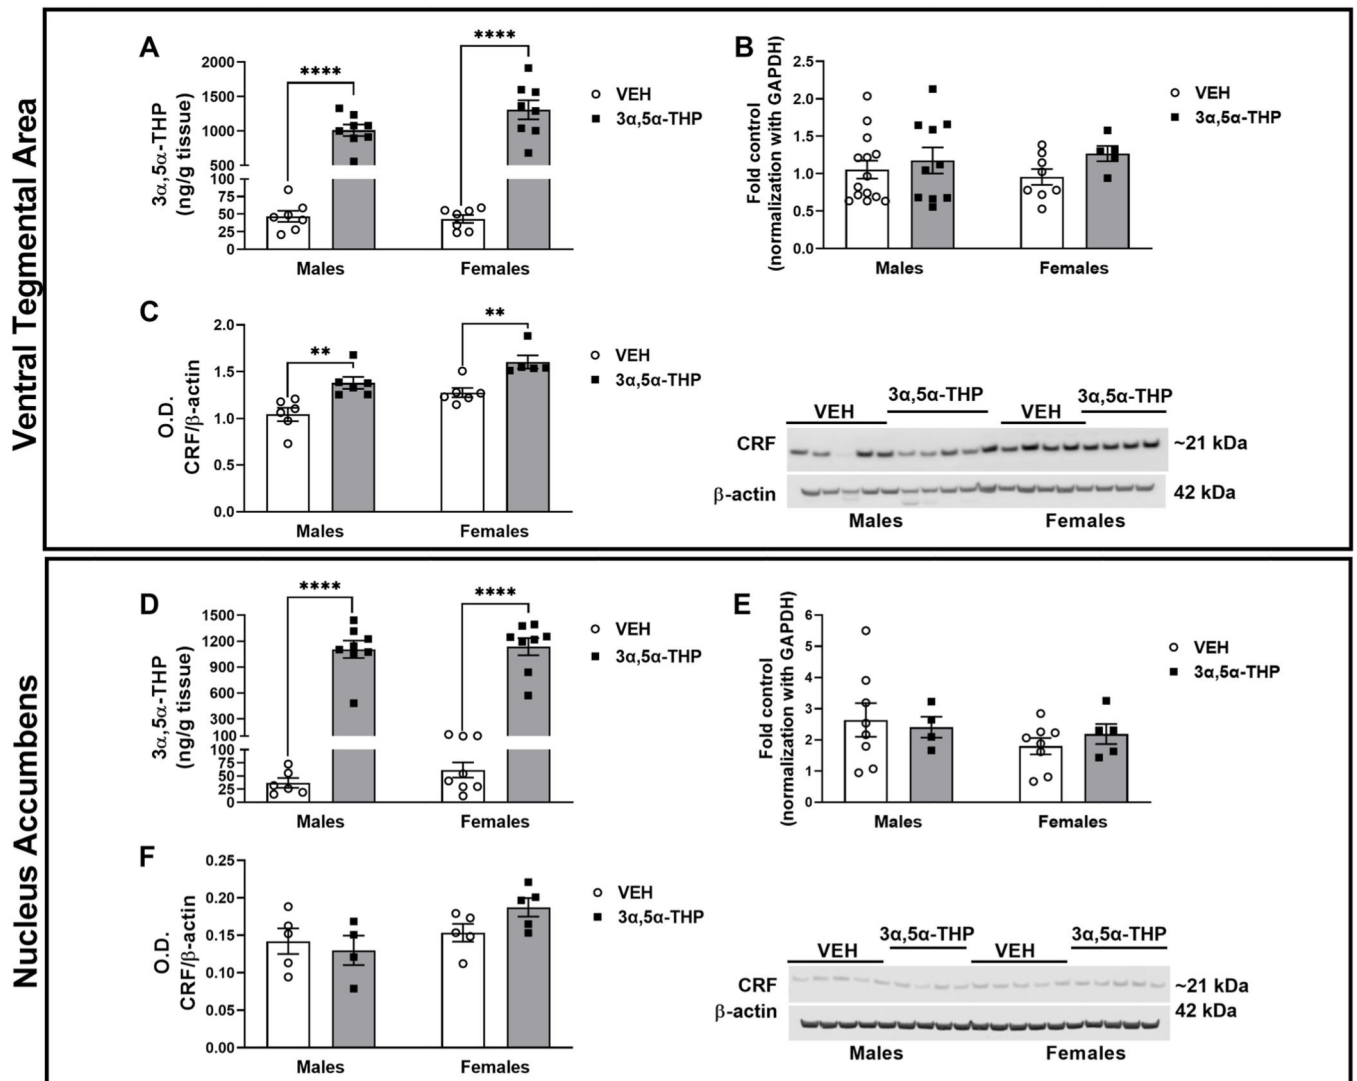 Ventral Tegmental Area
A
3α,5α-THP
(ng/g tissue)
2000
1500
1000
500
100
75
50
25
0
****
****
Males
Females
VEH
3α,5α-THP
B
Fold control
(normalization with GAPDH)
2.5
2.0
1.5
1.0
0.5
0.0
Males
Females
VEH
3α,5α-THP
C
O.D.
CRF/β-actin
2.0
1.5
1.0
0.5
0.0
**
**
Males
Females
VEH
3α,5α-THP
VEH
3α,5α-THP
VEH
3α,5α-THP
CRF
~21 kDa
β-actin
42 kDa
Males
Females
Nucleus Accumbens
D
3α,5α-THP
(ng/g tissue)
1500
1200
900
600
300
100
75
50
25
0
****
****
Males
Females
VEH
3α,5α-THP
E
Fold control
(normalization with GAPDH)
6
5
4
3
2
1
0
Males
Females
VEH
3α,5α-THP
F
O.D.
CRF/β-actin
0.25
0.20
0.15
0.10
0.05
0.00
Males
Females
VEH
3α,5α-THP
VEH
3α,5α-THP
VEH
3α,5α-THP
CRF
~21 kDa
β-actin
42 kDa
Males
Females